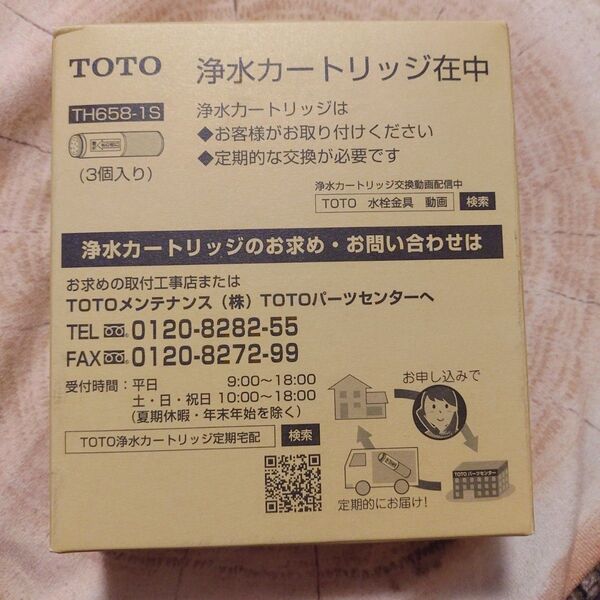 TOTO 浄水カートリッジ在中
TH658-1S
(3個入り)
浄水カートリッジは
◆お客様がお取り付けください
◆定期的な交換が必要です
浄水カートリッジ交換動画配信中
TOTO 水栓金具 動画 検索
浄水カートリッジのお求め・お問い合わせは
お求めの取付工事店または
TOTOメンテナンス（株）TOTOパーツセンターへ
TEL 0120-8282-55
FAX 0120-8272-99
受付時間：平日 9:00〜18:00
土・日・祝日 10:00〜18:00
（夏期休暇・年末年始を除く）
TOTO浄水カートリッジ定期宅配 検索
お申し込みで
TOTO パーツセンター
定期的にお届け!